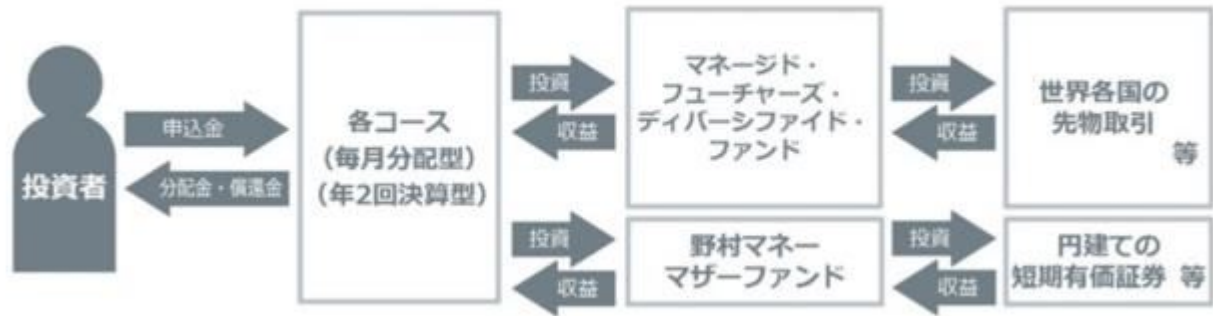 投資者
申込金
分配金・償還金
各コース
（毎月分配型）
（年2回決算型）
投資
収益
マネージド・
フューチャーズ・
ディバーシファイド・
ファンド
投資
収益
世界各国の
先物取引
等
投資
収益
野村マネー
マザーファンド
投資
収益
円建ての
短期有価証券 等